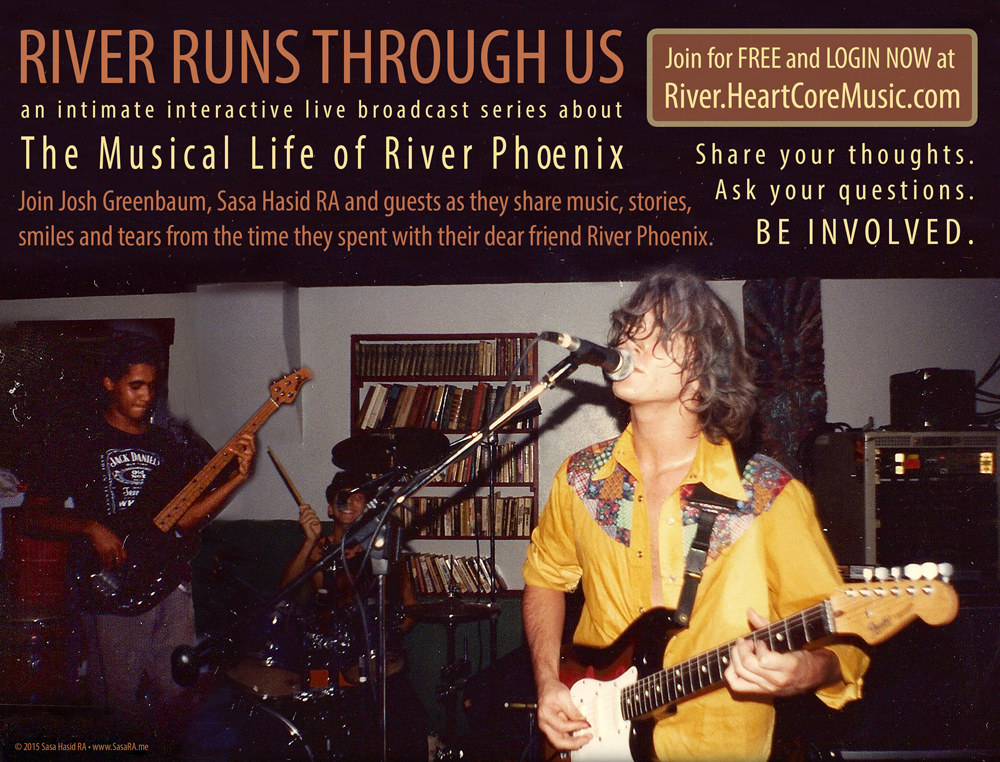 RIVER RUNS THROUGH US
an intimate interactive live broadcast series about
The Musical Life of River Phoenix
Join Josh Greenbaum, Sasa Hasid RA and guests as they share music, stories,
smiles and tears from the time they spent with their dear friend River Phoenix.
Join for FREE and LOGIN NOW at
River.HeartCoreMusic.com
Share your thoughts.
Ask your questions.
BE INVOLVED.
JACK DANIEL'S
© 2015 Sasa Hasid RA • www.SasaRA.me